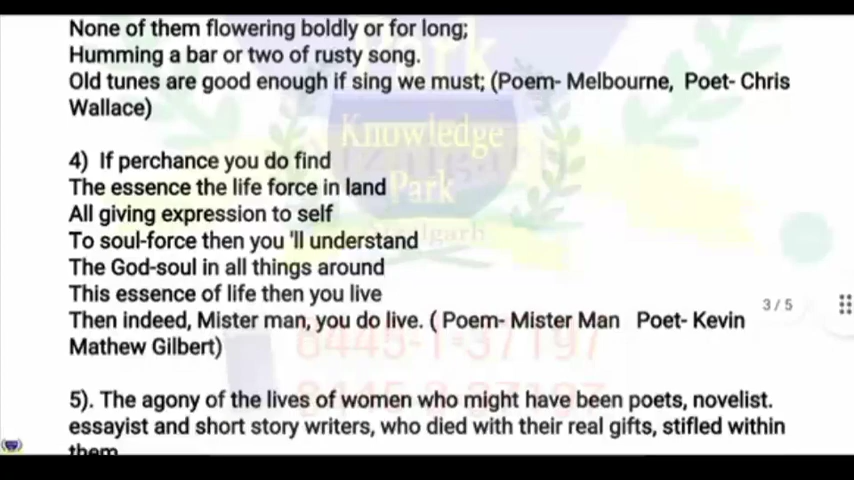 None of them flowering boldly or for long;
Humming a bar or two of rusty song.
Old tunes are good enough if sing we must; (Poem- Melbourne, Poet- Chris
Wallace)
4) If perchance you do find
The essence the life force in land
All giving expression to self
To soul-force then you 'll understand
The God-soul in all things around
This essence of life then you live
3 / 5
Then indeed, Mister man, you do live. ( Poem- Mister Man Poet- Kevin
Mathew Gilbert)
5). The agony of the lives of women who might have been poets, novelist.
essayist and short story writers, who died with their real gifts, stifled within
them
Park
Knowledge
Park
8445-1-37197